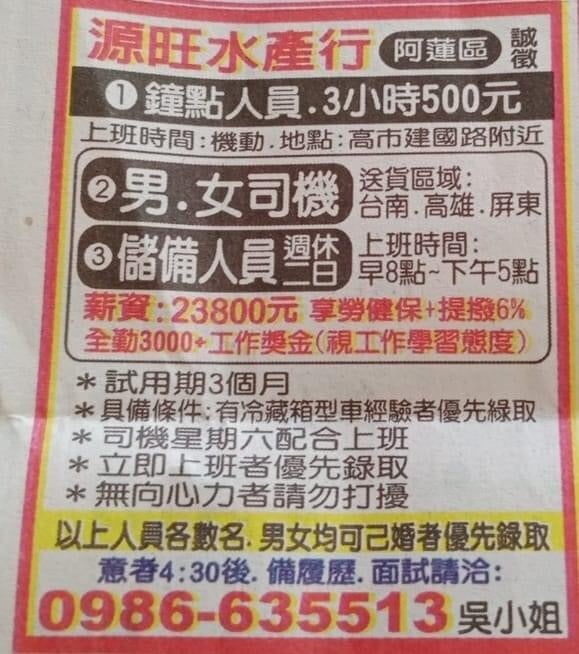 源旺水產行 阿蓮區 誠徵
❶鐘點人員.3小時500元
上班時間:機動.地點:高市建國路附近
❷男.女司機 送貨區域:
台南.高雄.屏東
❸儲備人員 週休二日 上班時間:
早8點~下午5點
薪資:23800元 享勞健保+提撥6%
全勤3000+工作獎金(視工作學習態度)
*試用期3個月
*具備條件:有冷藏箱型車經驗者優先綠取
*司機星期六配合上班
*立即上班者優先錄取
*無向心力者請勿打擾
以上人員各數名.男女均可己婚者優先錄取
意者4:30後.備履歷.面試請洽:
0986-635513 吳小姐